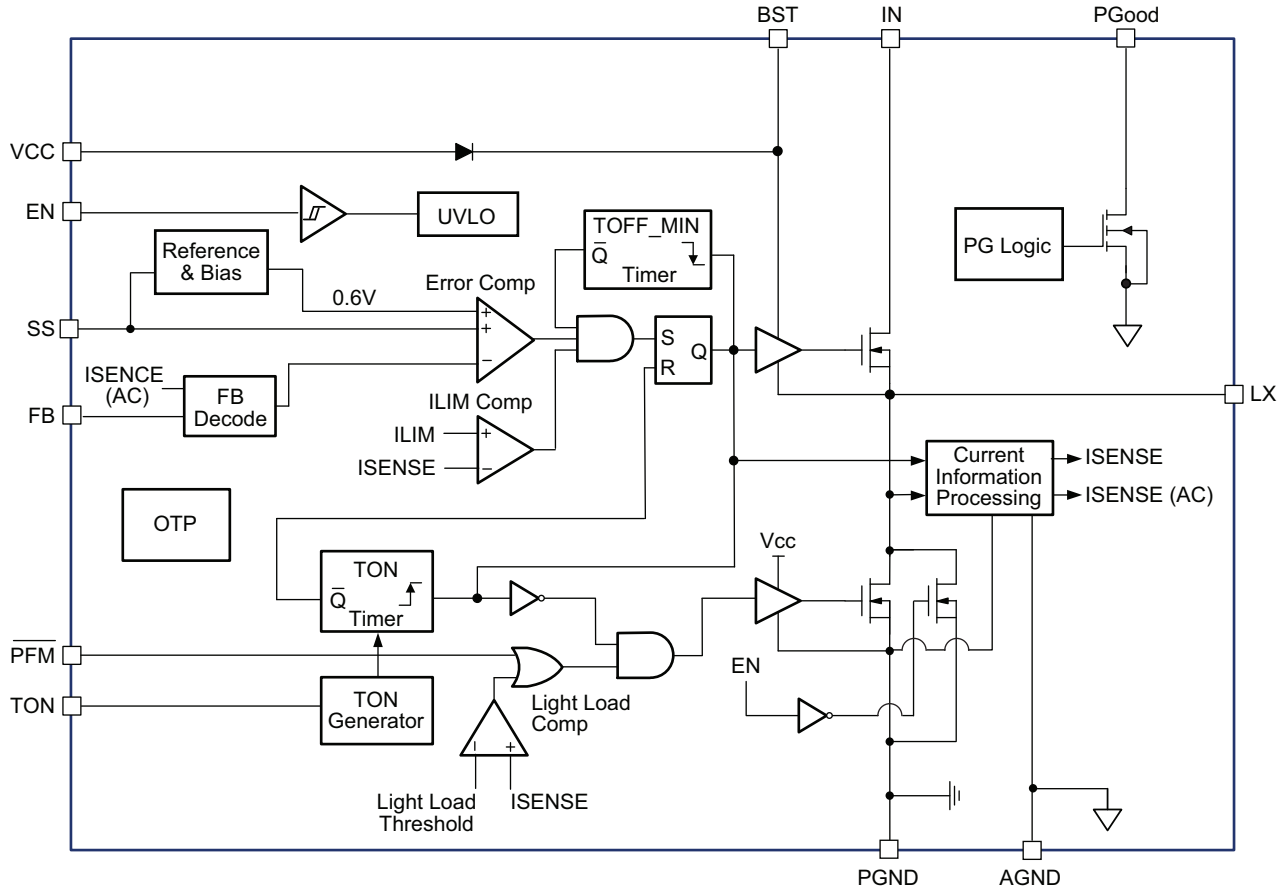 BST
IN
PGood
VCC
EN
UVLO
TOFF_MIN
Q̅
Timer
PG Logic
Reference
& Bias
Error Comp
0.6V
+
+
−
SS
S
R
Q
ISENCE
(AC)
FB
Decode
FB
LX
ILIM Comp
ILIM
+
ISENSE
−
Current
Information
Processing
ISENSE
ISENSE (AC)
OTP
Vcc
TON
Q̅
Timer
P̅F̅M̅
EN
TON
TON
Generator
Light Load
Comp
−
+
Light Load
Threshold
ISENSE
PGND
AGND